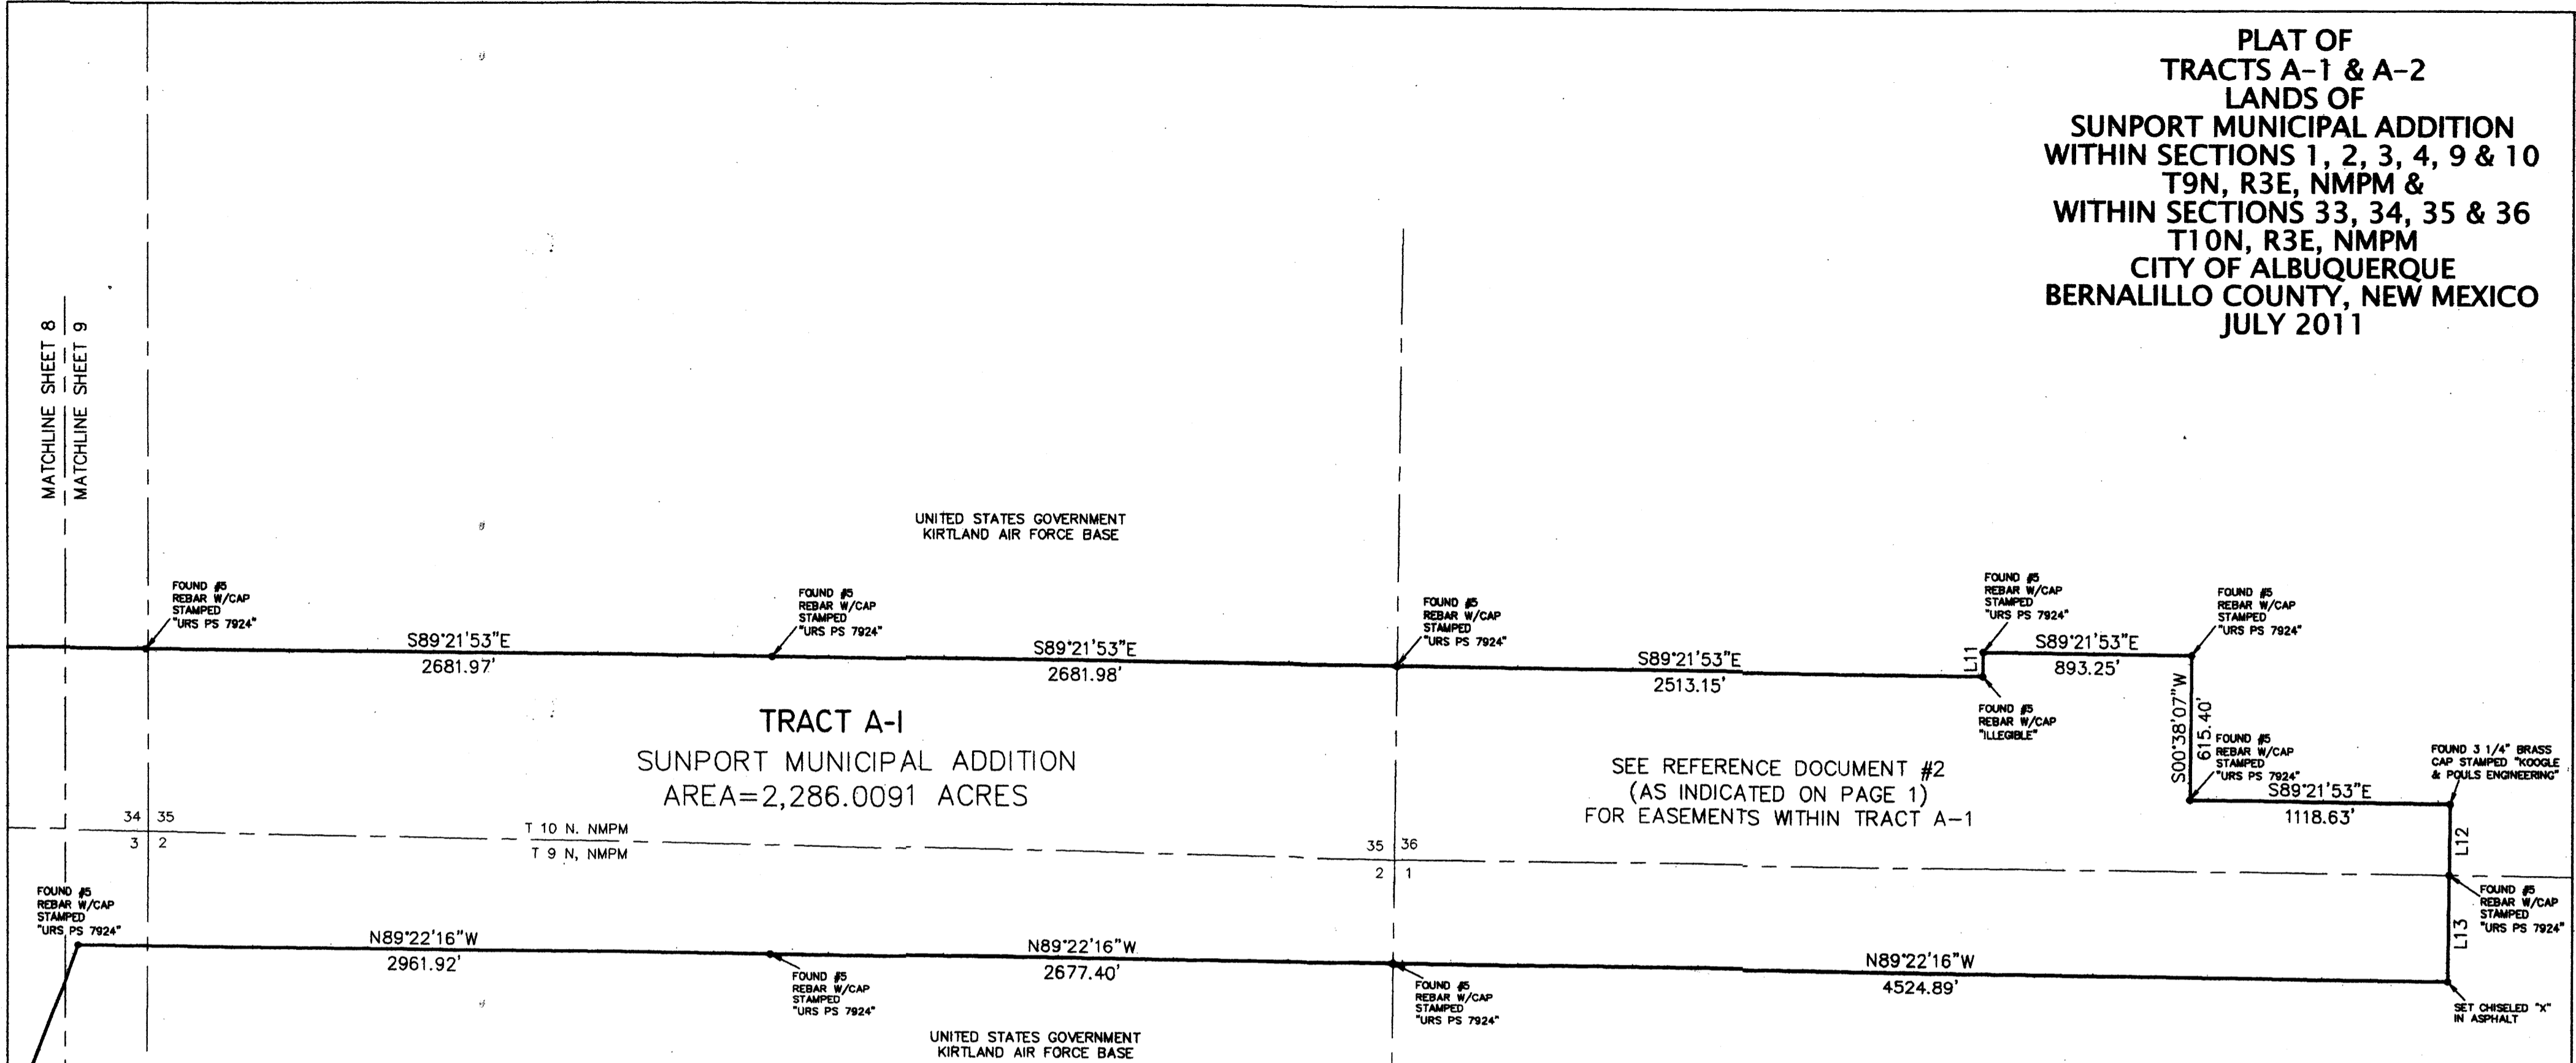 PLAT OF
TRACTS A-1 & A-2
LANDS OF
SUNPORT MUNICIPAL ADDITION
WITHIN SECTIONS 1, 2, 3, 4, 9 & 10
T9N, R3E, NMPM &
WITHIN SECTIONS 33, 34, 35 & 36
T10N, R3E, NMPM
CITY OF ALBUQUERQUE
BERNALILLO COUNTY, NEW MEXICO
JULY 2011
MATCHLINE SHEET 8
MATCHLINE SHEET 9
UNITED STATES GOVERNMENT
KIRTLAND AIR FORCE BASE
FOUND #5
REBAR W/CAP
STAMPED
"URS PS 7924"
FOUND #5
REBAR W/CAP
STAMPED
"URS PS 7924"
FOUND #5
REBAR W/CAP
STAMPED
"URS PS 7924"
FOUND #5
REBAR W/CAP
STAMPED
"URS PS 7924"
FOUND #5
REBAR W/CAP
STAMPED
"URS PS 7924"
S89°21'53"E
2681.97'
S89°21'53"E
2681.98'
S89°21'53"E
2513.15'
L11
S89°21'53"E
893.25'
FOUND #5
REBAR W/CAP
"ILLEGIBLE"
S00°38'07"W
615.40'
FOUND #5
REBAR W/CAP
STAMPED
"URS PS 7924"
FOUND 3 1/4" BRASS
CAP STAMPED "KOOGLE
& POULS ENGINEERING"
S89°21'53"E
1118.63'
TRACT A-1
SUNPORT MUNICIPAL ADDITION
AREA=2,286.0091 ACRES
SEE REFERENCE DOCUMENT #2
(AS INDICATED ON PAGE 1)
FOR EASEMENTS WITHIN TRACT A-1
34 35
3 2
T 10 N. NMPM
T 9 N, NMPM
35 36
2 1
L12
FOUND #5
REBAR W/CAP
STAMPED
"URS PS 7924"
L13
FOUND #5
REBAR W/CAP
STAMPED
"URS PS 7924"
N89°22'16"W
2961.92'
FOUND #5
REBAR W/CAP
STAMPED
"URS PS 7924"
N89°22'16"W
2677.40'
FOUND #5
REBAR W/CAP
STAMPED
"URS PS 7924"
N89°22'16"W
4524.89'
SET CHISELED "X"
IN ASPHALT
UNITED STATES GOVERNMENT
KIRTLAND AIR FORCE BASE